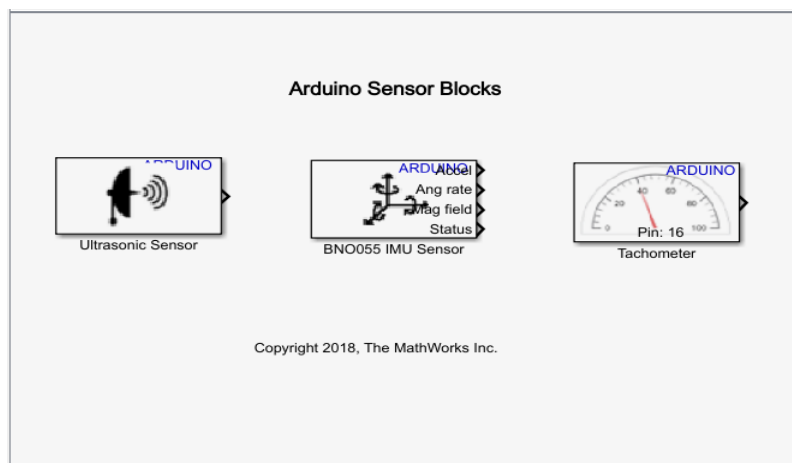 Arduino Sensor Blocks
ARDUINO
Ultrasonic Sensor
ARDUINO
Accel
Ang rate
Mag field
Status
BNO055 IMU Sensor
ARDUINO
0
20
40
60
80
100
Pin: 16
Tachometer
Copyright 2018, The MathWorks Inc.